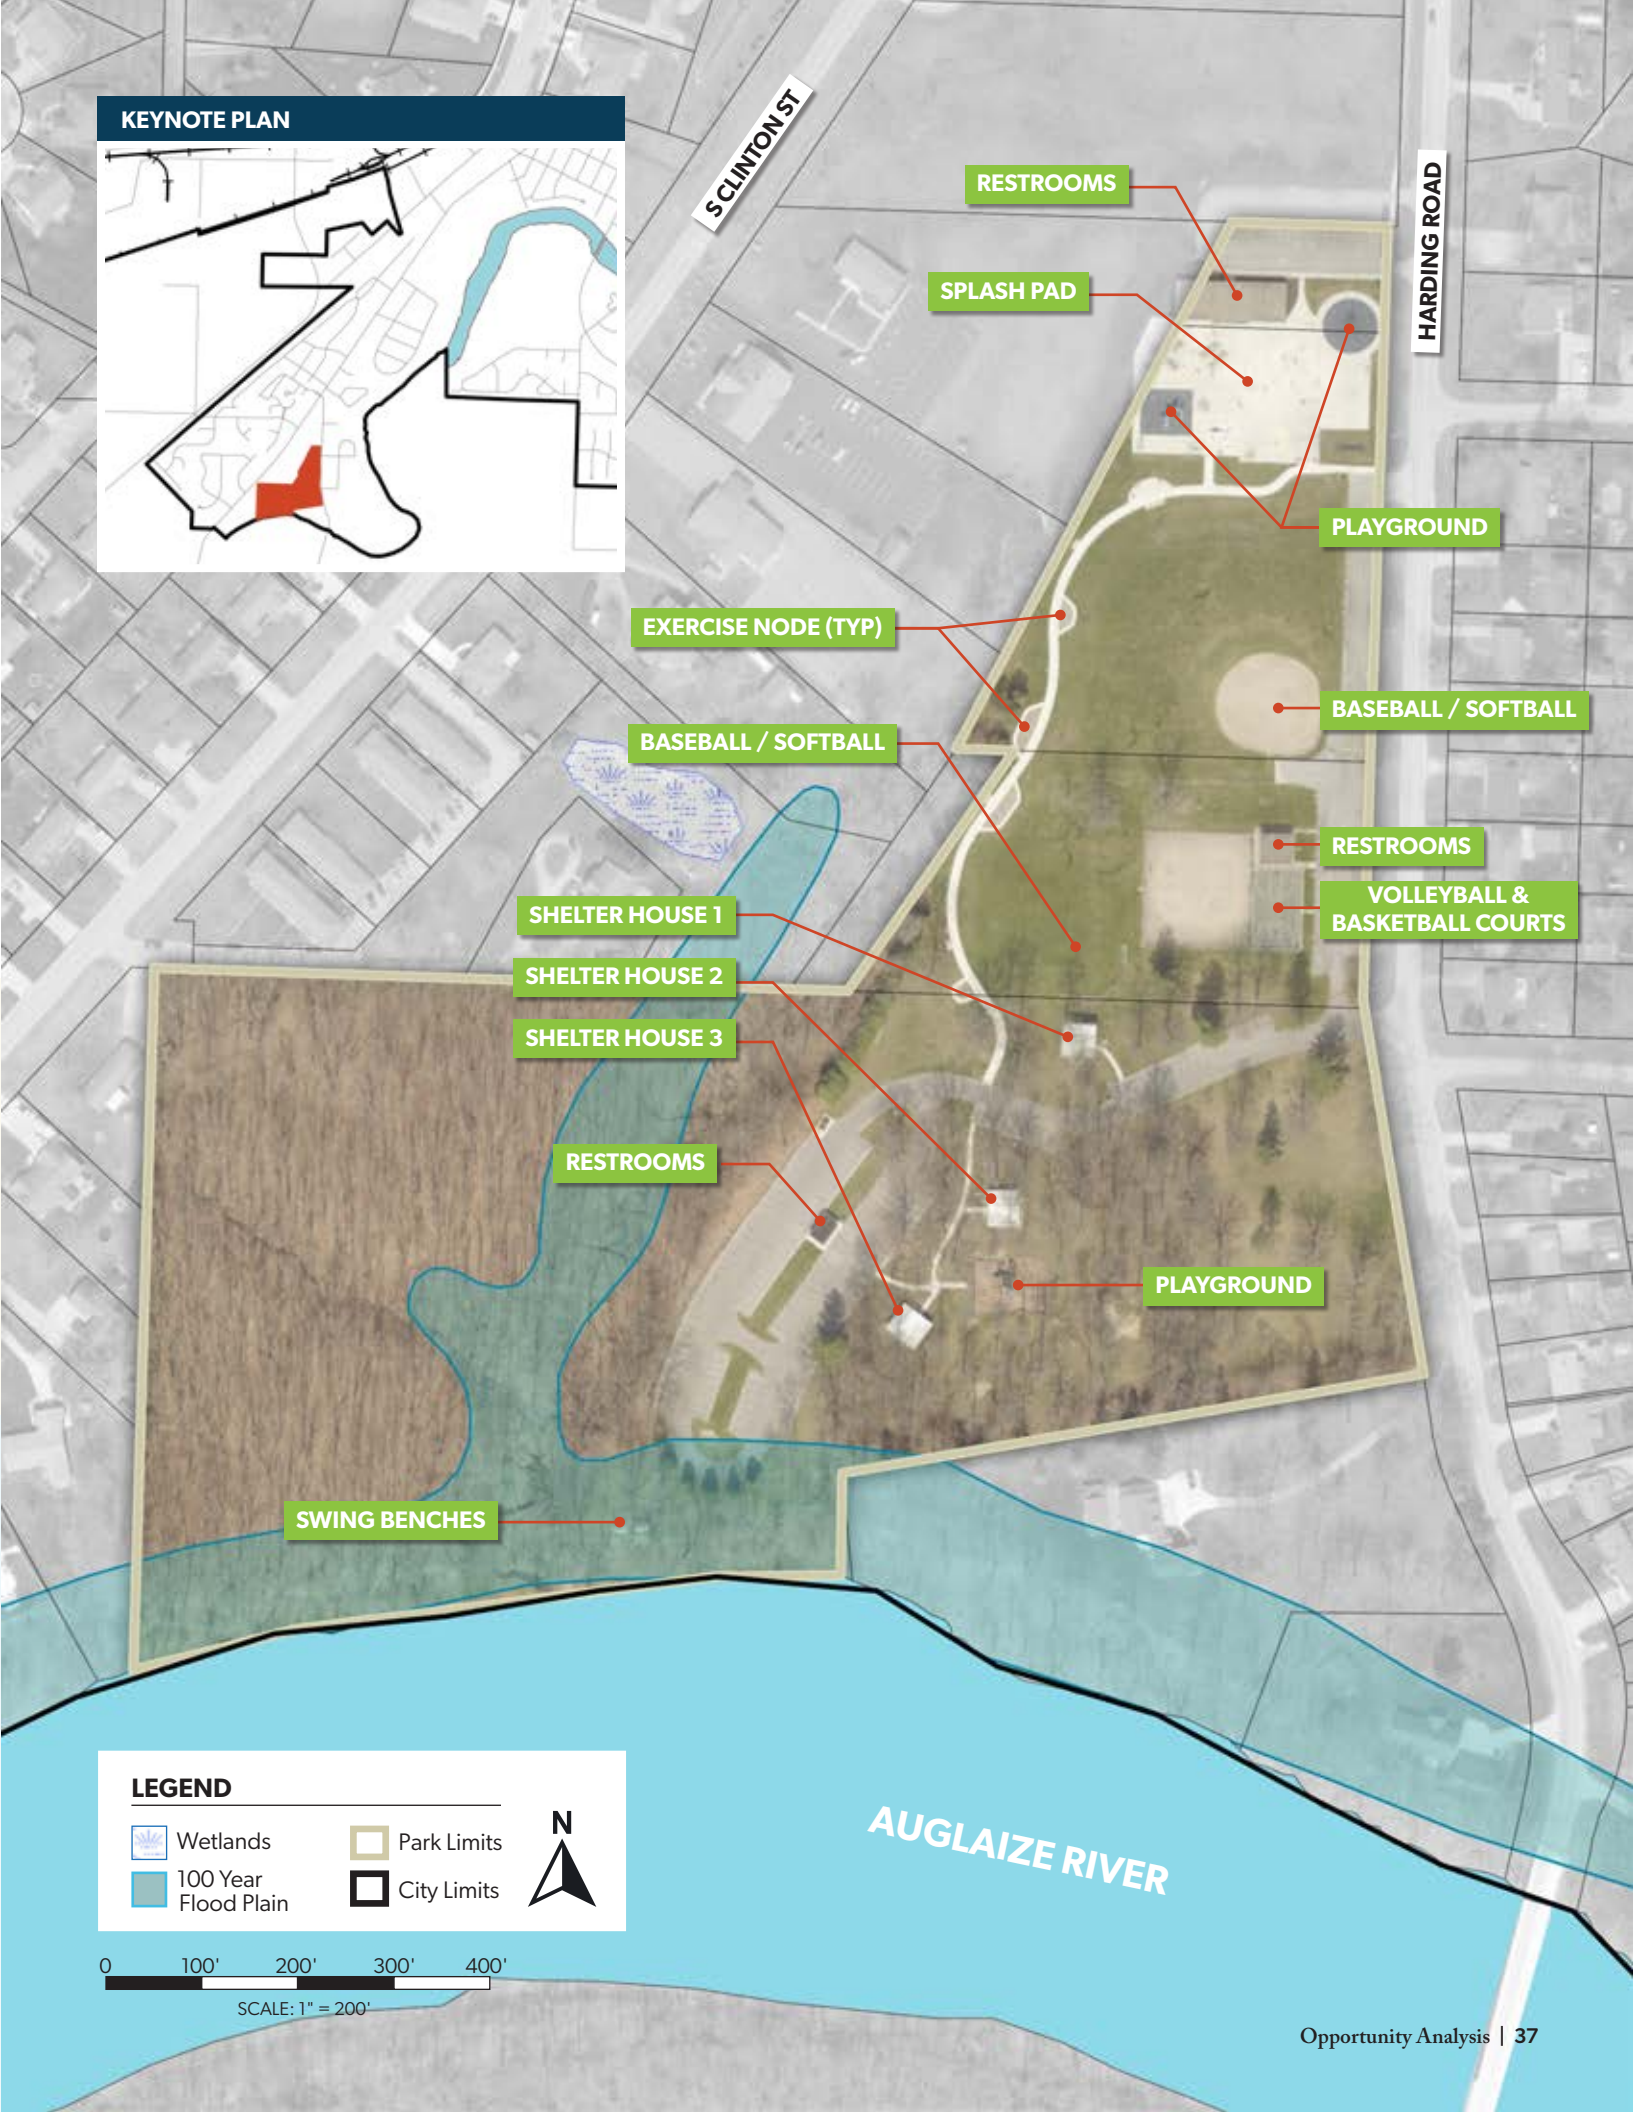 KEYNOTE PLAN
S CLINTON ST
HARDING ROAD
RESTROOMS
SPLASH PAD
PLAYGROUND
EXERCISE NODE (TYP)
BASEBALL / SOFTBALL
BASEBALL / SOFTBALL
RESTROOMS
VOLLEYBALL &
BASKETBALL COURTS
SHELTER HOUSE 1
SHELTER HOUSE 2
SHELTER HOUSE 3
RESTROOMS
PLAYGROUND
SWING BENCHES
AUGLAIZE RIVER
LEGEND
Wetlands
100 Year
Flood Plain
Park Limits
City Limits
N
0 100' 200' 300' 400'
SCALE: 1" = 200'
Opportunity Analysis | 37